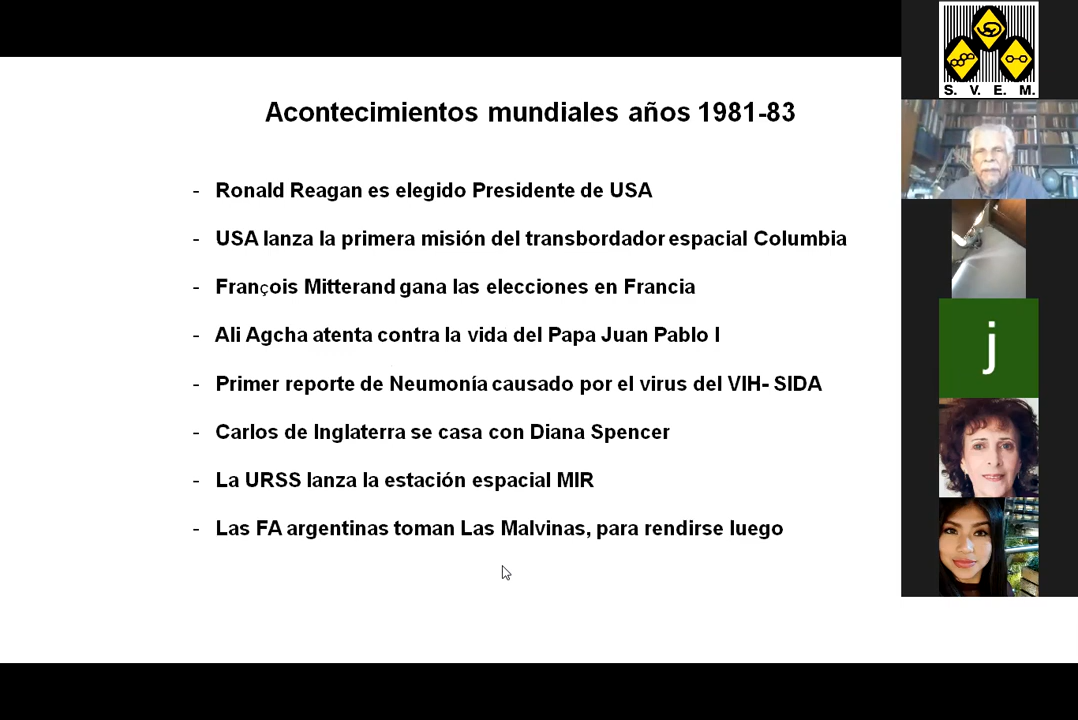 Acontecimientos mundiales años 1981-83
- Ronald Reagan es elegido Presidente de USA
- USA lanza la primera misión del transbordador espacial Columbia
- François Mitterand gana las elecciones en Francia
- Ali Agcha atenta contra la vida del Papa Juan Pablo I
- Primer reporte de Neumonía causado por el virus del VIH- SIDA
- Carlos de Inglaterra se casa con Diana Spencer
- La URSS lanza la estación espacial MIR
- Las FA argentinas toman Las Malvinas, para rendirse luego
S. V. E. M.
j